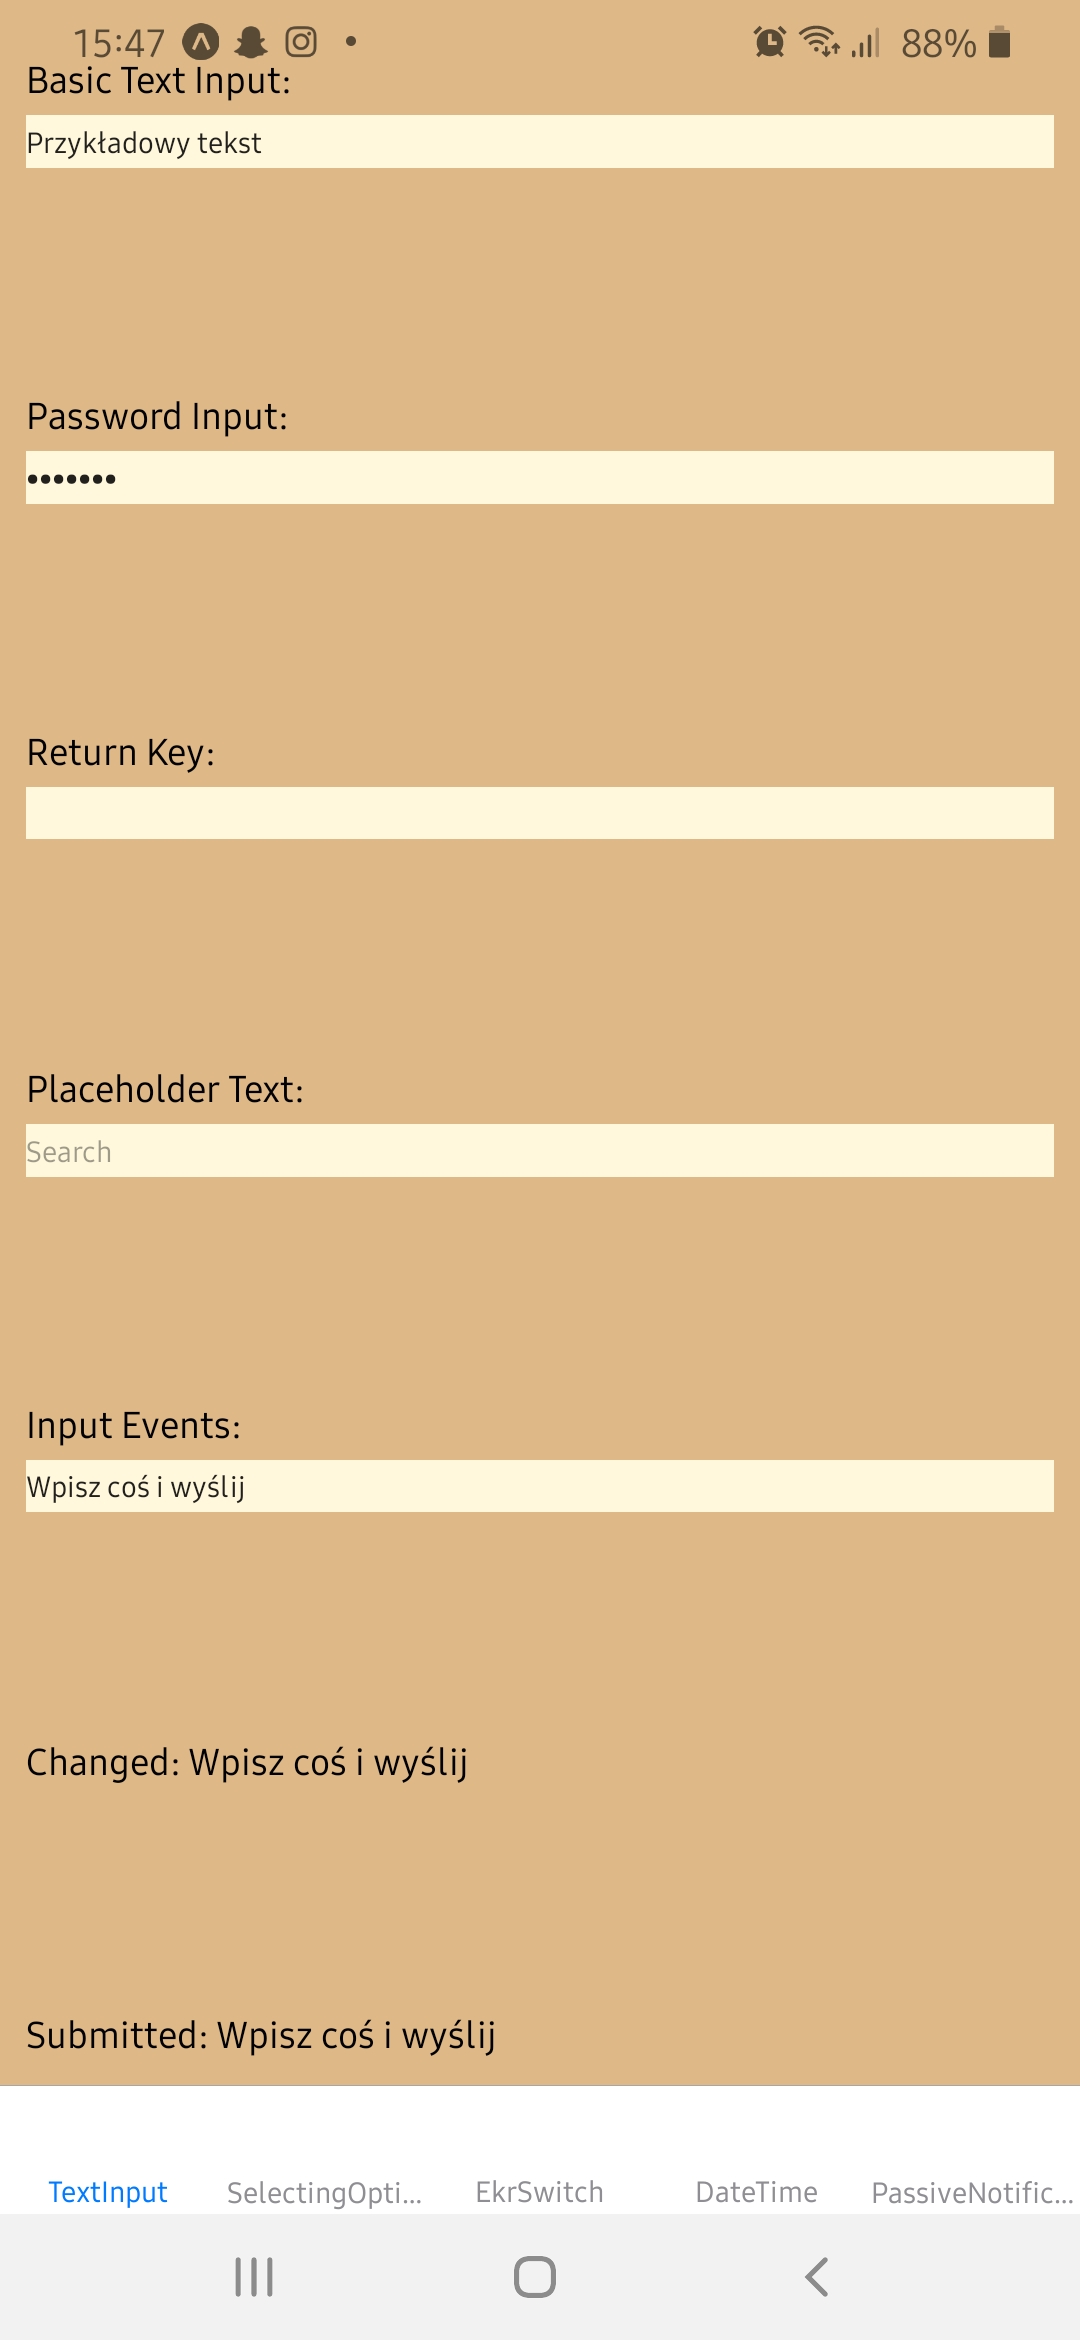 15:47 88%
Basic Text Input:
Przykładowy tekst
Password Input:
•••••••
Return Key:
Placeholder Text:
Search
Input Events:
Wpisz coś i wyślij
Changed: Wpisz coś i wyślij
Submitted: Wpisz coś i wyślij
TextInput SelectingOpti... EkrSwitch DateTime PassiveNotific...